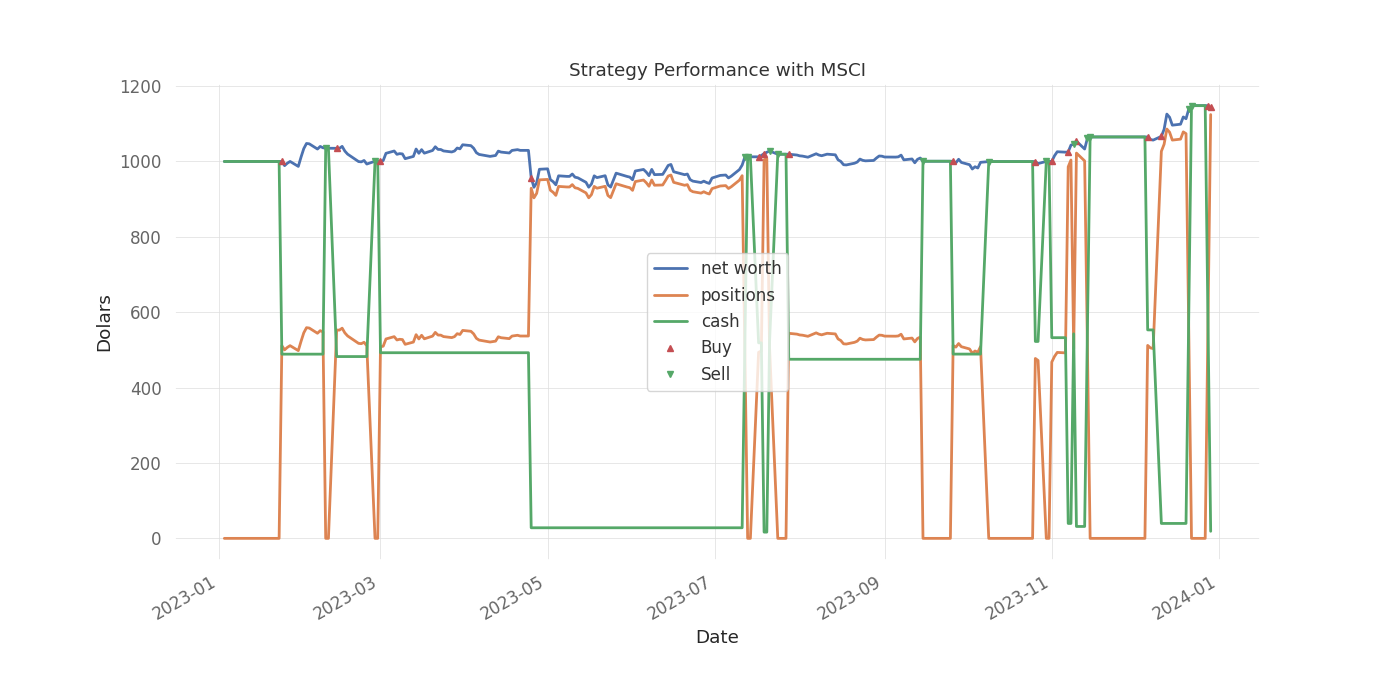 Strategy Performance with MSCI
1200
1000
800
600
400
200
0
Dolars
net worth
positions
cash
Buy
Sell
2023-01
2023-03
2023-05
2023-07
2023-09
2023-11
2024-01
Date